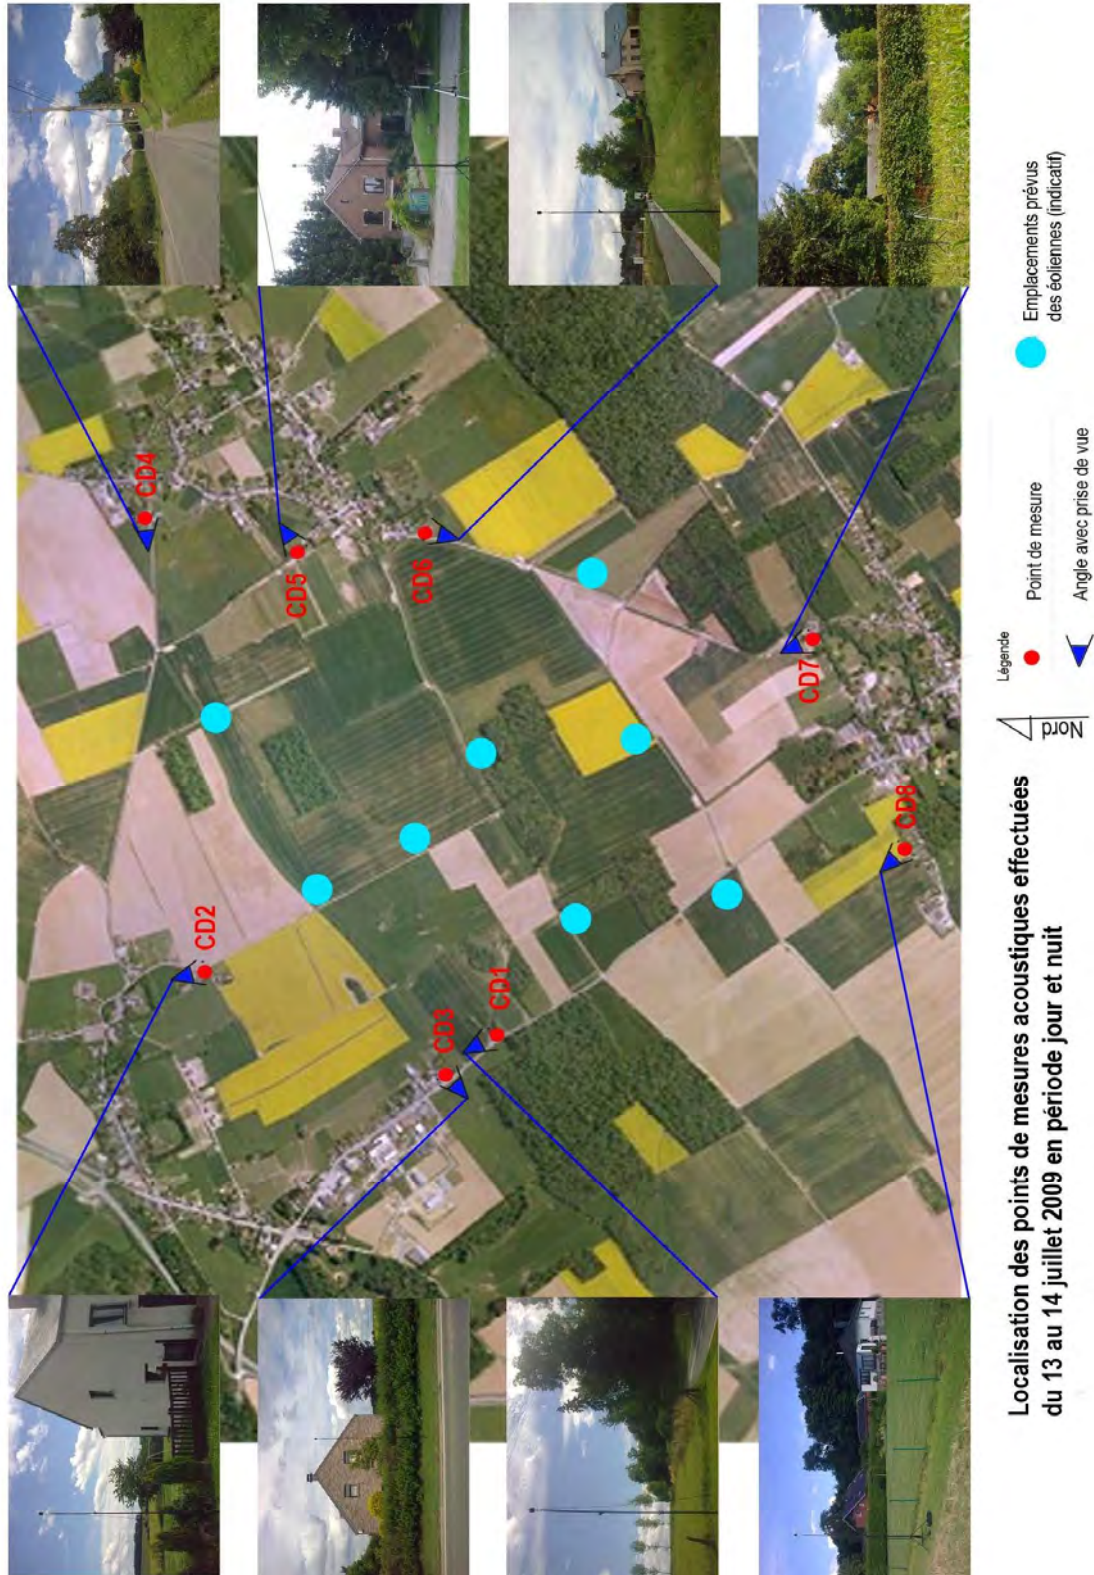 CD4
CD5
CD6
CD2
CD3
CD1
CD7
CD8
Localisation des points de mesures acoustiques effectuées
du 13 au 14 juillet 2009 en période jour et nuit
Nord
Légende
Point de mesure
Angle avec prise de vue
Emplacements prévus
des éoliennes (indicatif)